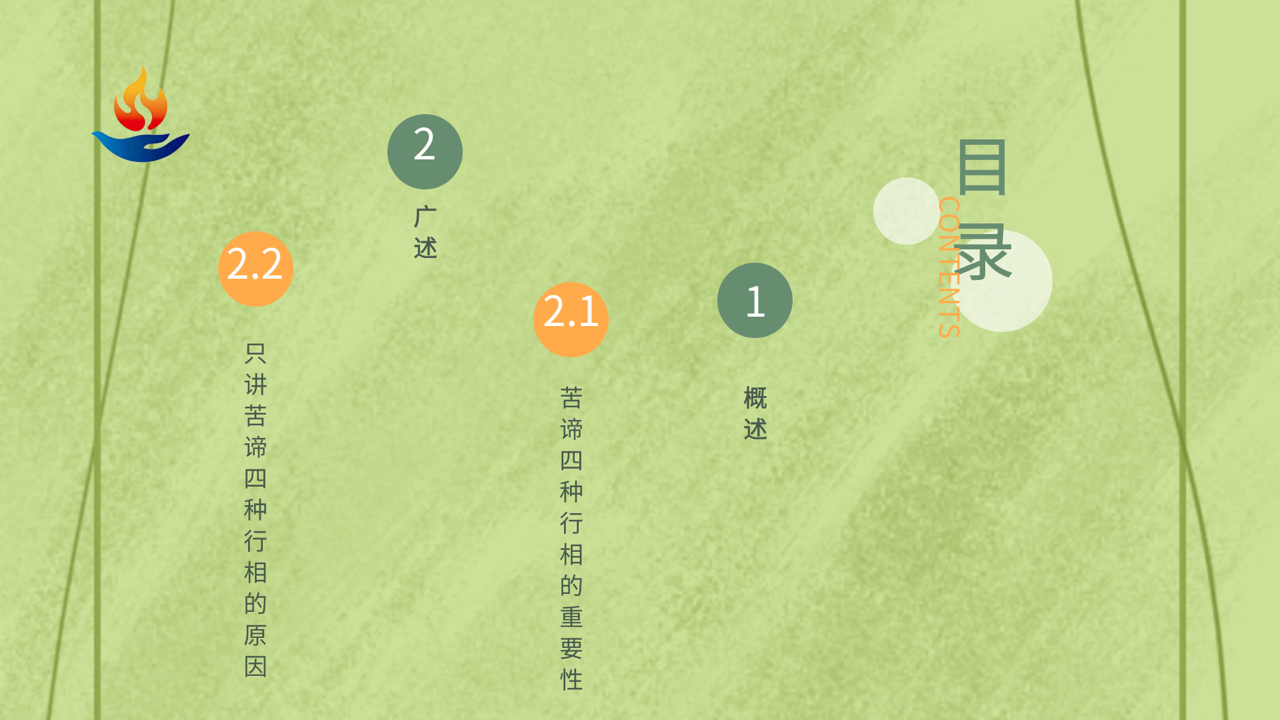 目录
CONTENTS
1
概述
2
广述
2.1
苦谛四种行相的重要性
2.2
只讲苦谛四种行相的原因